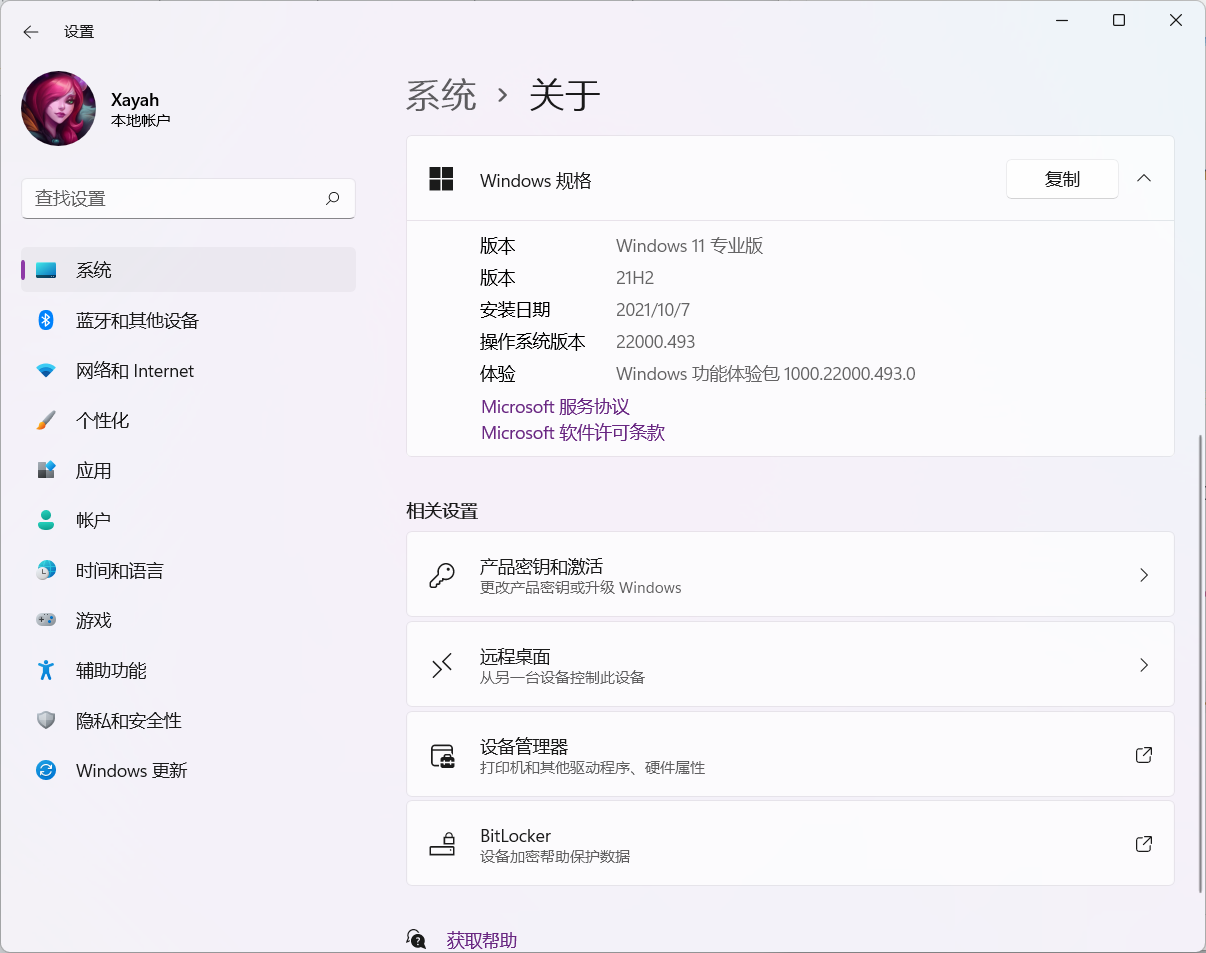 设置
Xayah
本地帐户
查找设置
系统
蓝牙和其他设备
网络和 Internet
个性化
应用
帐户
时间和语言
游戏
辅助功能
隐私和安全性
Windows 更新
系统 › 关于
Windows 规格
复制
版本 Windows 11 专业版
版本 21H2
安装日期 2021/10/7
操作系统版本 22000.493
体验 Windows 功能体验包 1000.22000.493.0
Microsoft 服务协议
Microsoft 软件许可条款
相关设置
产品密钥和激活
更改产品密钥或升级 Windows
远程桌面
从另一台设备控制此设备
设备管理器
打印机和其他驱动程序、硬件属性
BitLocker
设备加密帮助保护数据
获取帮助